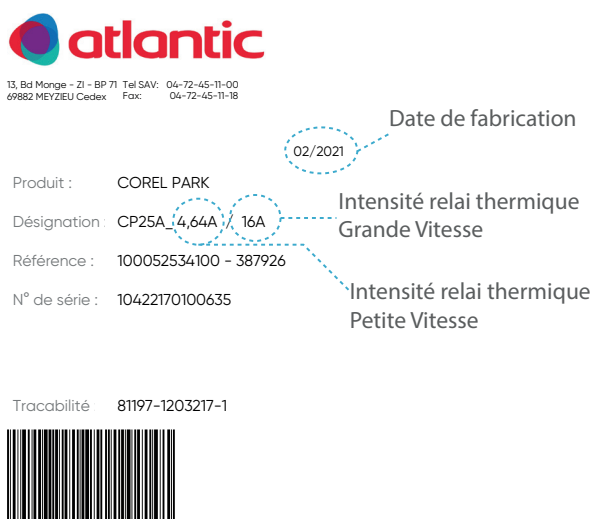 atlantic
13, Bd Monge - ZI - BP 71 Tel SAV: 04-72-45-11-00
69882 MEYZIEU Cedex Fax: 04-72-45-11-18
Date de fabrication
02/2021
Produit : COREL PARK
Intensité relai thermique
Grande Vitesse
Désignation : CP25A_ 4,64A / 16A
Référence : 100052534100 - 387926
Intensité relai thermique
Petite Vitesse
N° de série : 10422170100635
Tracabilité 81197-1203217-1